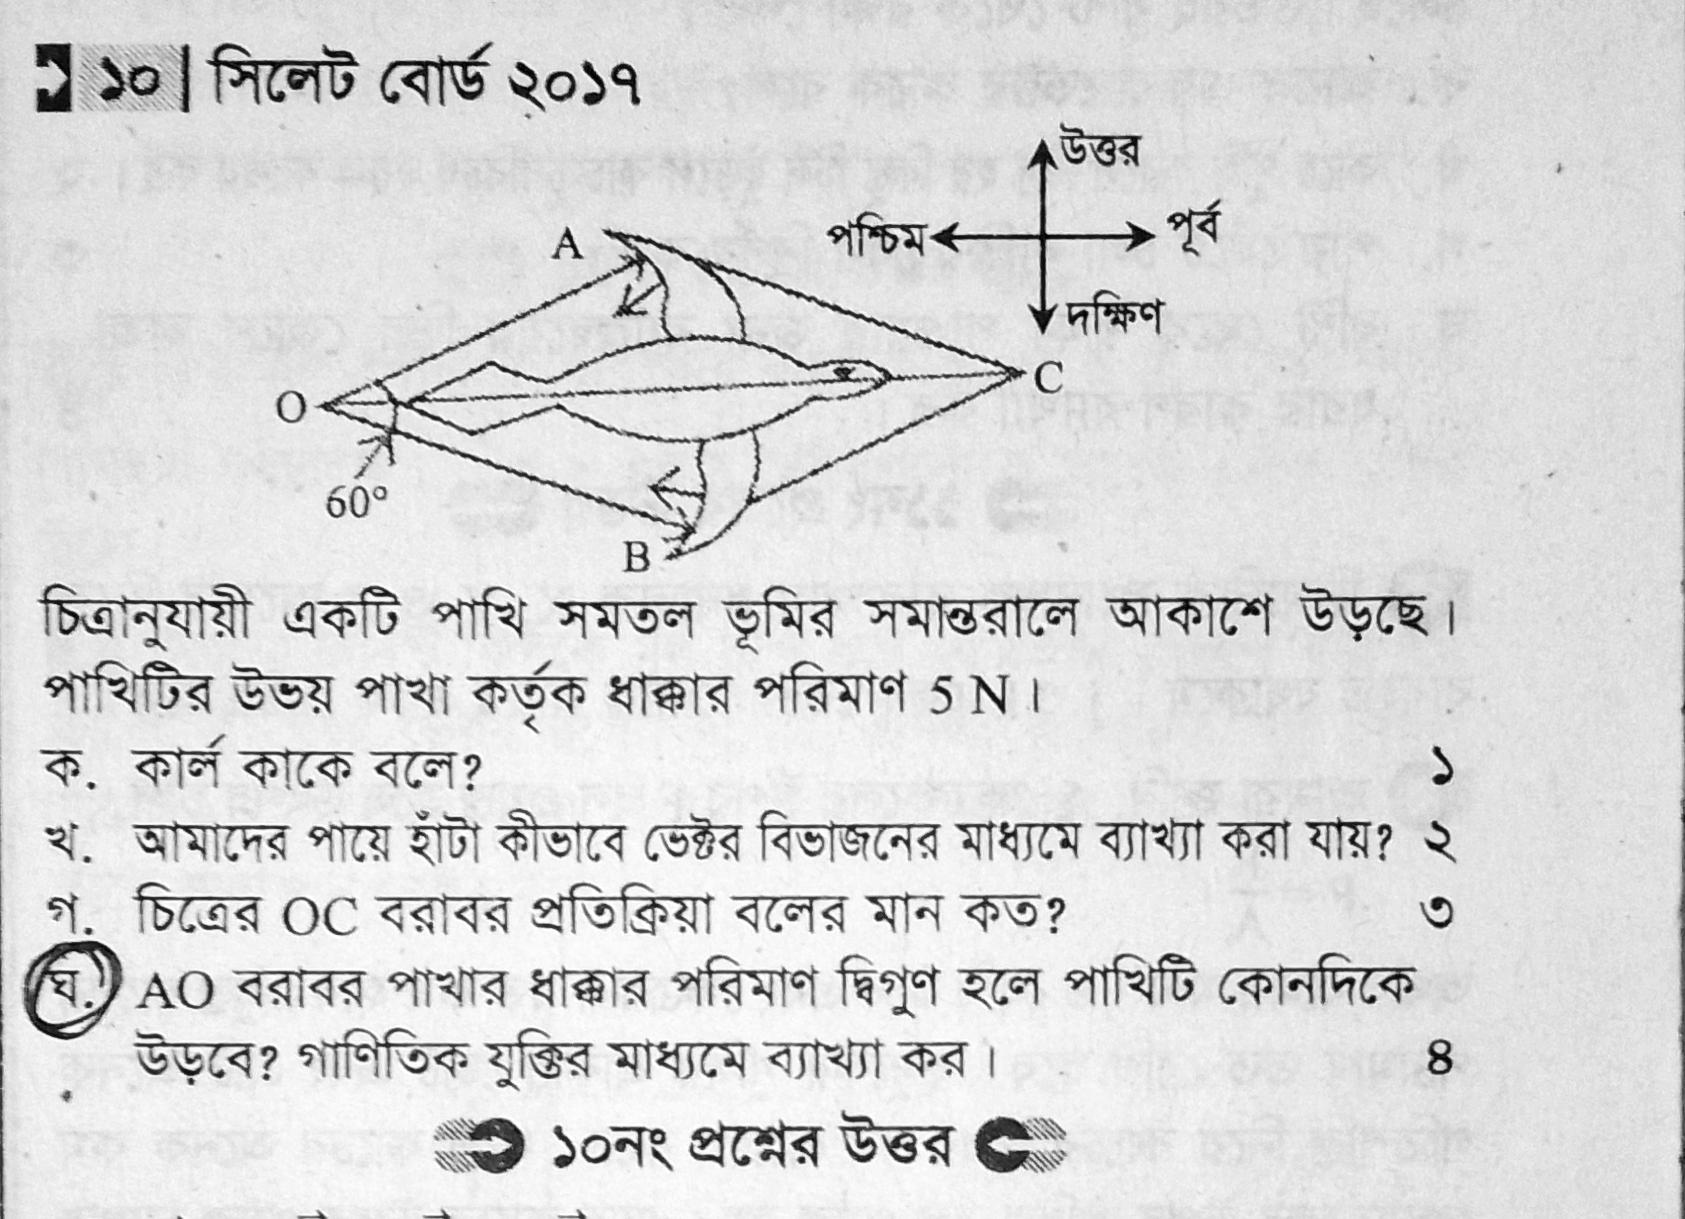 ১০ | সিলেট বোর্ড ২০১৭
উত্তর
পশ্চিম
পূর্ব
দক্ষিণ
A
C
O
60°
B
চিত্রানুযায়ী একটি পাখি সমতল ভূমির সমান্তরালে আকাশে উড়ছে।
পাখিটির উভয় পাখা কর্তৃক ধাক্কার পরিমাণ 5 N।
ক. কার্ল কাকে বলে? ১
খ. আমাদের পায়ে হাঁটা কীভাবে ভেক্টর বিভাজনের মাধ্যমে ব্যাখ্যা করা যায়? ২
গ. চিত্রের OC বরাবর প্রতিক্রিয়া বলের মান কত? ৩
ঘ. AO বরাবর পাখার ধাক্কার পরিমাণ দ্বিগুণ হলে পাখিটি কোনদিকে
উড়বে? গাণিতিক যুক্তির মাধ্যমে ব্যাখ্যা কর। ৪
১০নং প্রশ্নের উত্তর